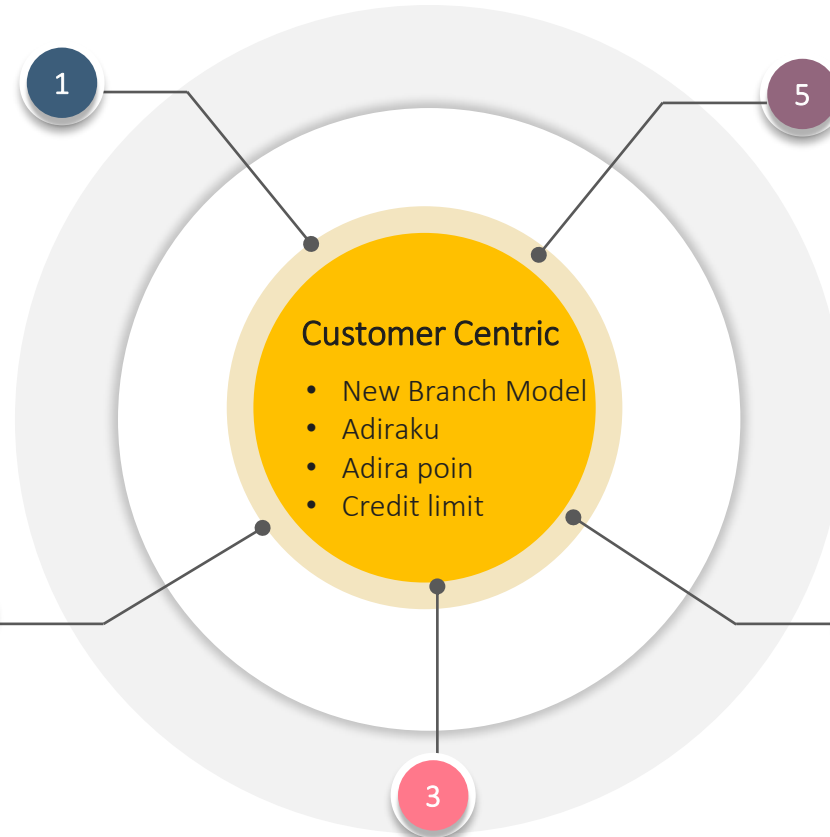 1
5
Customer Centric
• New Branch Model
• Adiraku
• Adira poin
• Credit limit
3